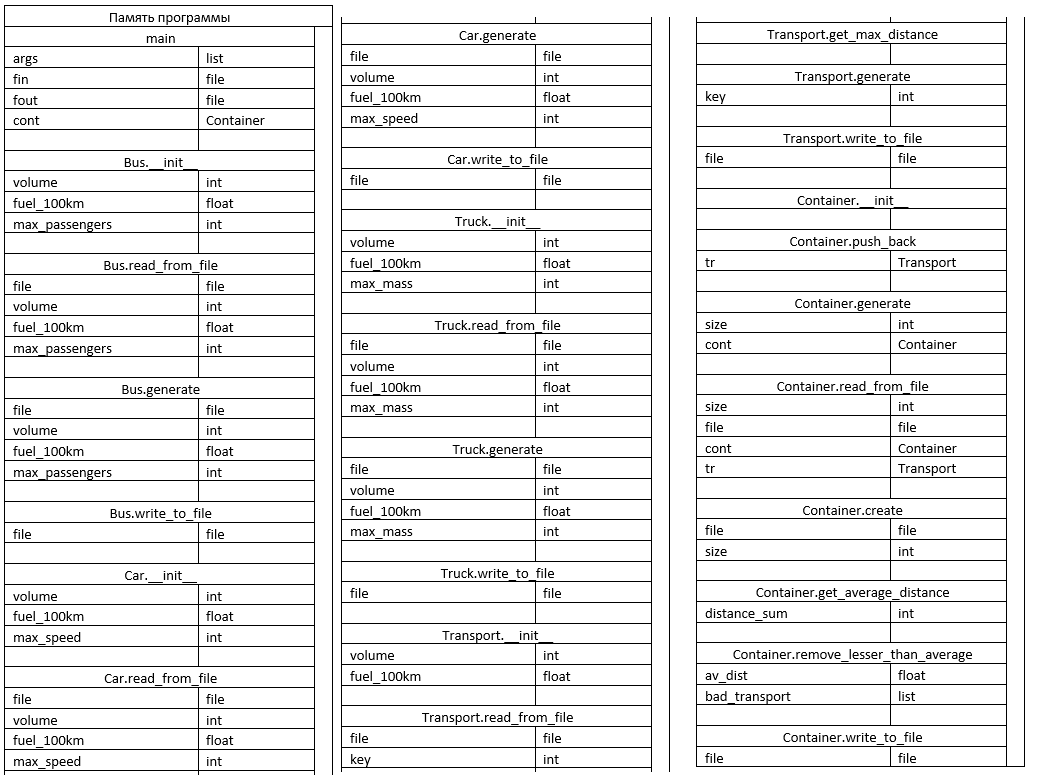 Память программы
main
args list
fin file
fout file
cont Container
Bus.__init__
volume int
fuel_100km float
max_passengers int
Bus.read_from_file
file file
volume int
fuel_100km float
max_passengers int
Bus.generate
file file
volume int
fuel_100km float
max_passengers int
Bus.write_to_file
file file
Car.__init__
volume int
fuel_100km float
max_speed int
Car.read_from_file
file file
volume int
fuel_100km float
max_speed int
Car.generate
file file
volume int
fuel_100km float
max_speed int
Car.write_to_file
file file
Truck.__init__
volume int
fuel_100km float
max_mass int
Truck.read_from_file
file file
volume int
fuel_100km float
max_mass int
Truck.generate
file file
volume int
fuel_100km float
max_mass int
Truck.write_to_file
file file
Transport.__init__
volume int
fuel_100km float
Transport.read_from_file
file file
key int
Transport.get_max_distance
Transport.generate
key int
Transport.write_to_file
file file
Container.__init__
Container.push_back
tr Transport
Container.generate
size int
cont Container
Container.read_from_file
size int
file file
cont Container
tr Transport
Container.create
file file
size int
Container.get_average_distance
distance_sum int
Container.remove_lesser_than_average
av_dist float
bad_transport list
Container.write_to_file
file file